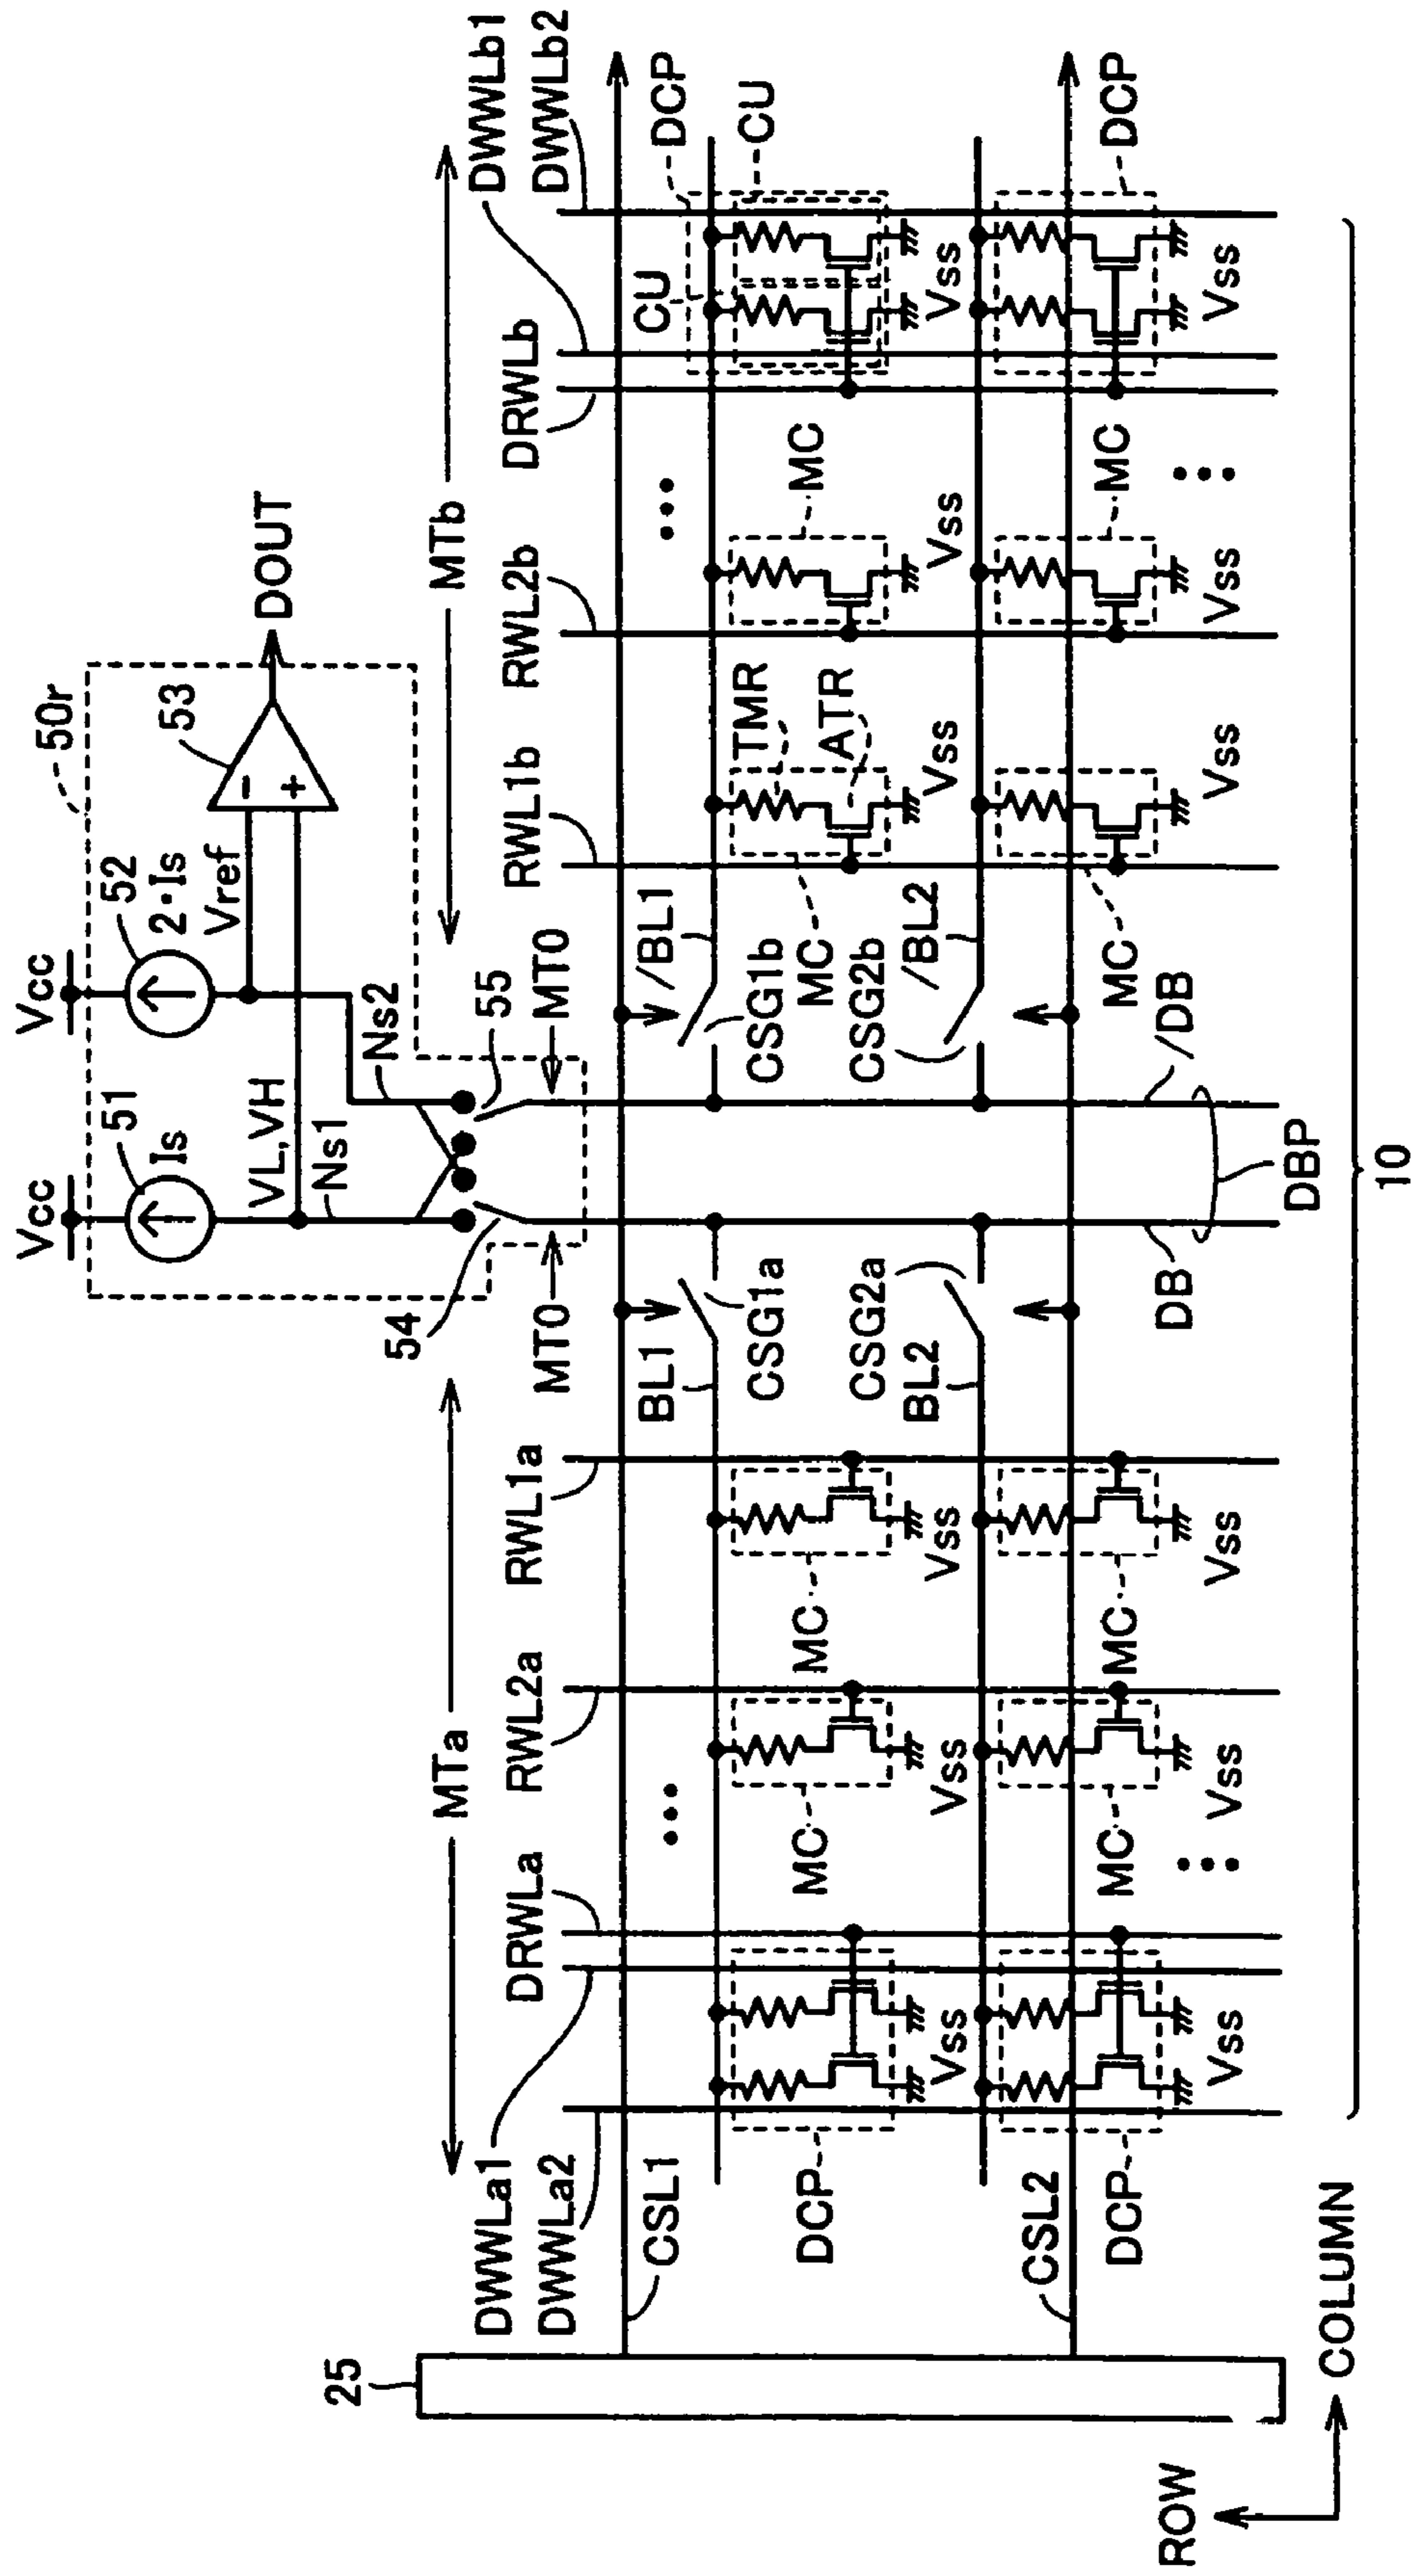 50r
Vcc
Vcc
51
52
53
Is
2·Is
Vref
VL,VH
-
+
DOUT
Ns1
Ns2
54
55
MT0
MT0
MTa
MTb
DWWLa1
DWWLa2
DRWLa
RWL2a
RWL1a
RWL1b
RWL2b
DRWLb
DWWLb1
DWWLb2
25
CSL1
BL1
/BL1
CSG1a
CSG1b
TMR
ATR
CU
CU
DCP
DCP
MC
MC
MC
MC
Vss
Vss
Vss
Vss
Vss
Vss
CSL2
BL2
/BL2
CSG2a
CSG2b
DCP
DCP
MC
MC
MC
MC
Vss
Vss
Vss
Vss
Vss
Vss
DB
/DB
DBP
10
ROW
COLUMN